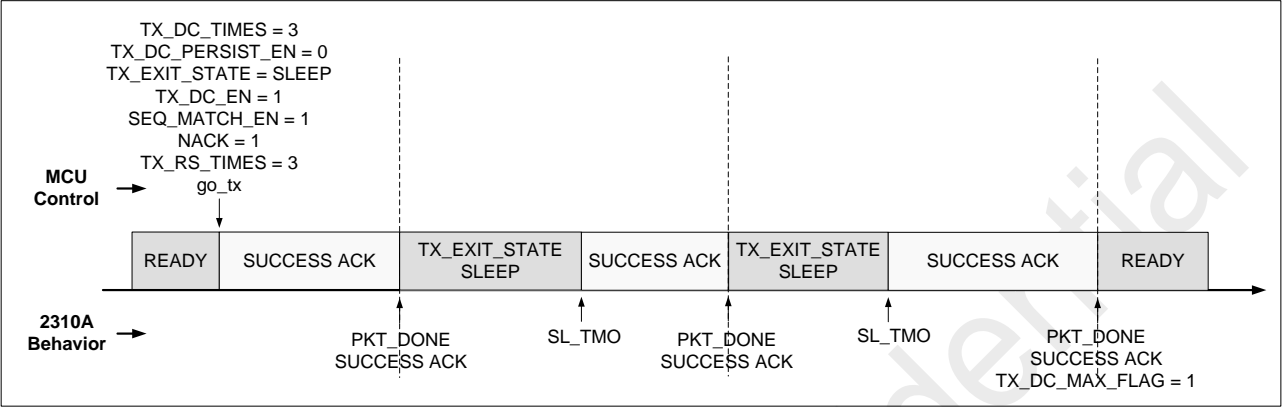 TX_DC_TIMES = 3
TX_DC_PERSIST_EN = 0
TX_EXIT_STATE = SLEEP
TX_DC_EN = 1
SEQ_MATCH_EN = 1
NACK = 1
TX_RS_TIMES = 3
go_tx
MCU
Control
READY
SUCCESS ACK
TX_EXIT_STATE
SLEEP
SUCCESS ACK
TX_EXIT_STATE
SLEEP
SUCCESS ACK
READY
2310A
Behavior
PKT_DONE
SUCCESS ACK
SL_TMO
PKT_DONE
SUCCESS ACK
SL_TMO
PKT_DONE
SUCCESS ACK
TX_DC_MAX_FLAG = 1